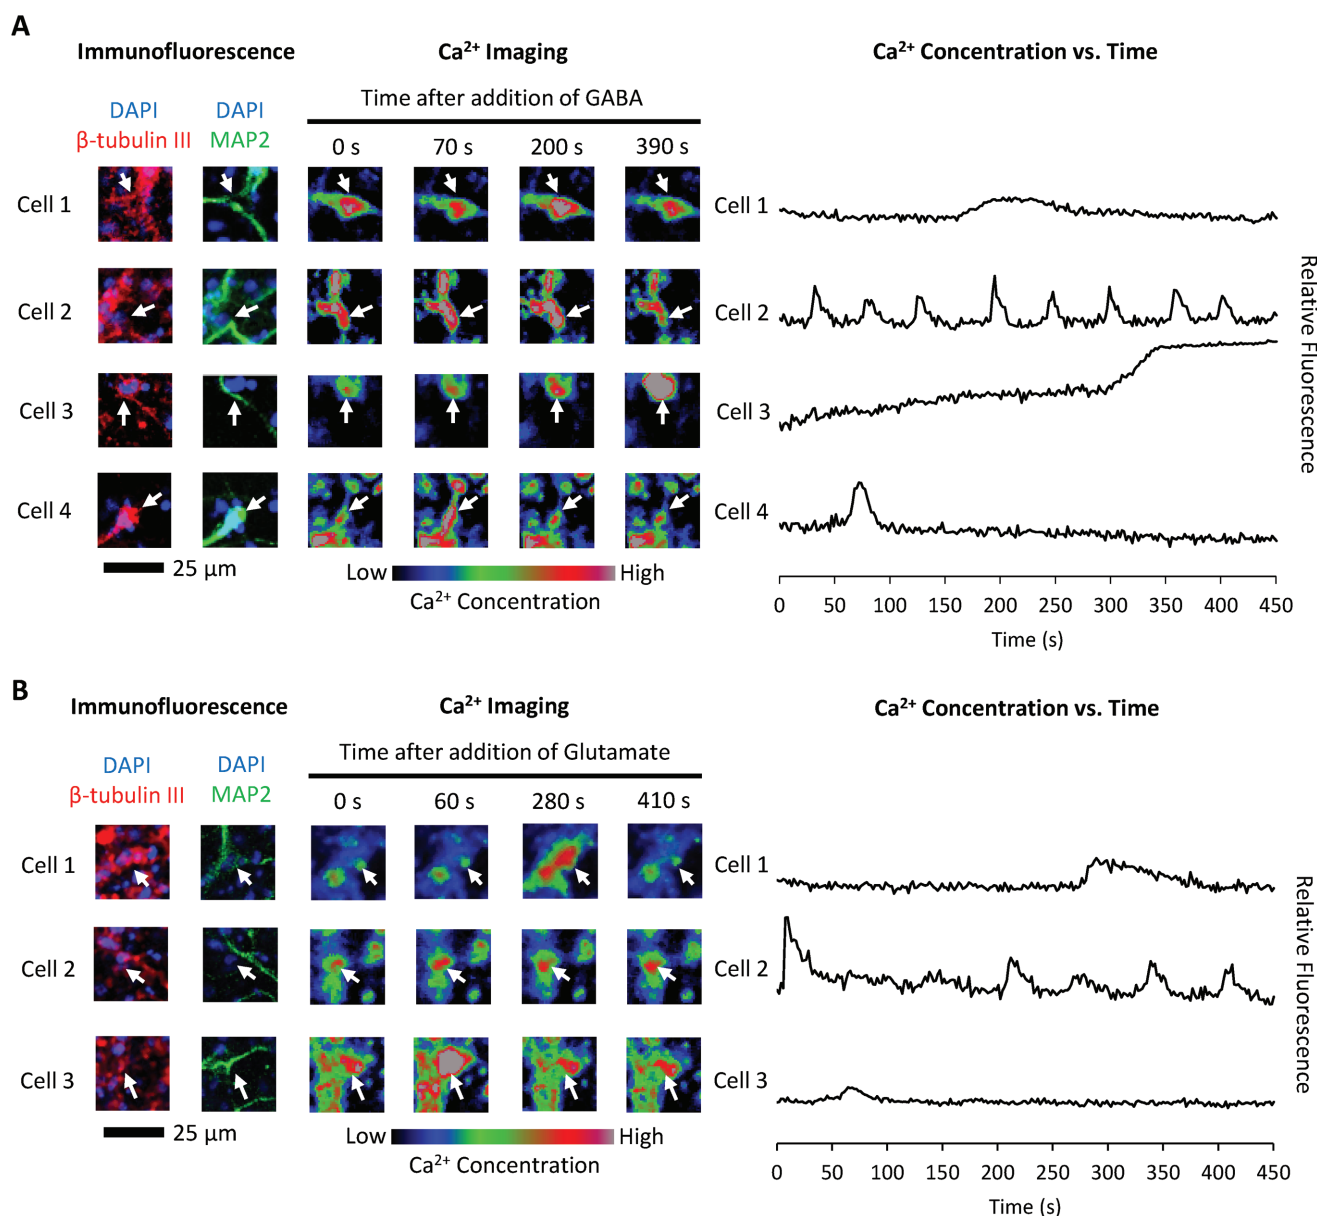 A
Immunofluorescence
Ca²⁺ Imaging
Ca²⁺ Concentration vs. Time
Time after addition of GABA
DAPI
β-tubulin III
DAPI
MAP2
0 s
70 s
200 s
390 s
Cell 1
Cell 2
Cell 3
Cell 4
25 µm
Low
High
Ca²⁺ Concentration
Cell 1
Cell 2
Cell 3
Cell 4
Relative Fluorescence
0 50 100 150 200 250 300 350 400 450
Time (s)
B
Immunofluorescence
Ca²⁺ Imaging
Ca²⁺ Concentration vs. Time
Time after addition of Glutamate
DAPI
β-tubulin III
DAPI
MAP2
0 s
60 s
280 s
410 s
Cell 1
Cell 2
Cell 3
25 µm
Low
High
Ca²⁺ Concentration
Cell 1
Cell 2
Cell 3
Relative Fluorescence
0 50 100 150 200 250 300 350 400 450
Time (s)